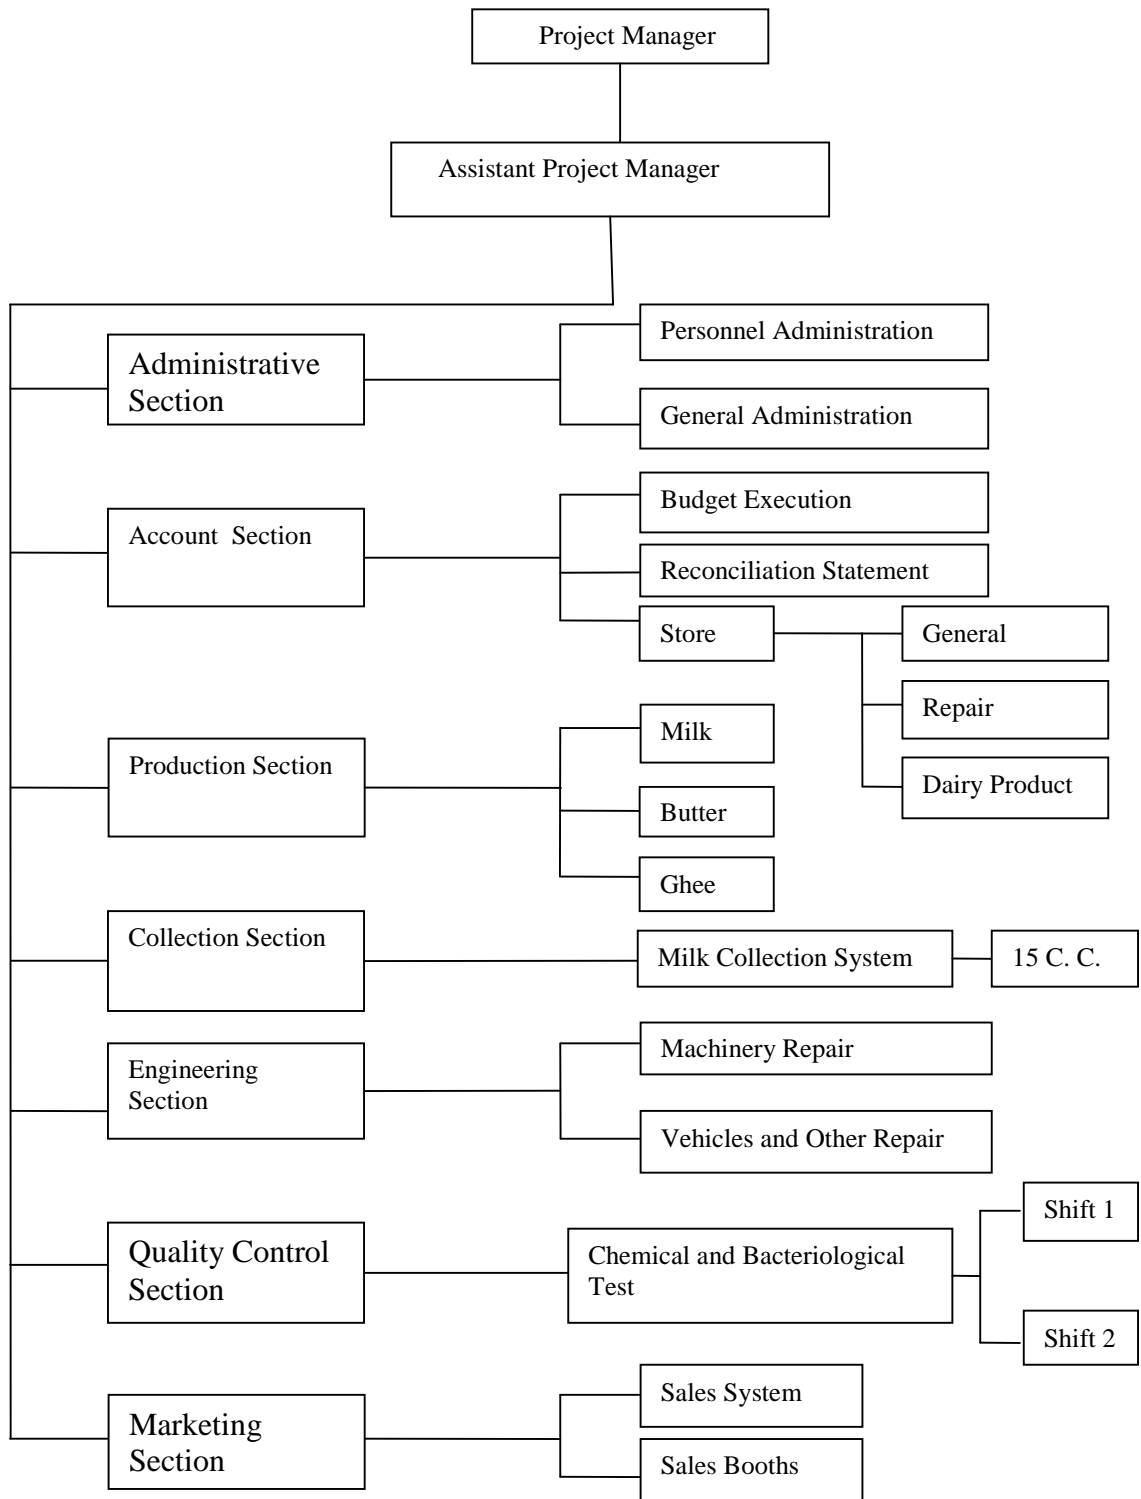 Project Manager
Assistant Project Manager
Administrative
Section
Personnel Administration
General Administration
Account Section
Budget Execution
Reconciliation Statement
Store
General
Repair
Dairy Product
Production Section
Milk
Butter
Ghee
Collection Section
Milk Collection System
15 C. C.
Engineering
Section
Machinery Repair
Vehicles and Other Repair
Quality Control
Section
Chemical and Bacteriological
Test
Shift 1
Shift 2
Marketing
Section
Sales System
Sales Booths